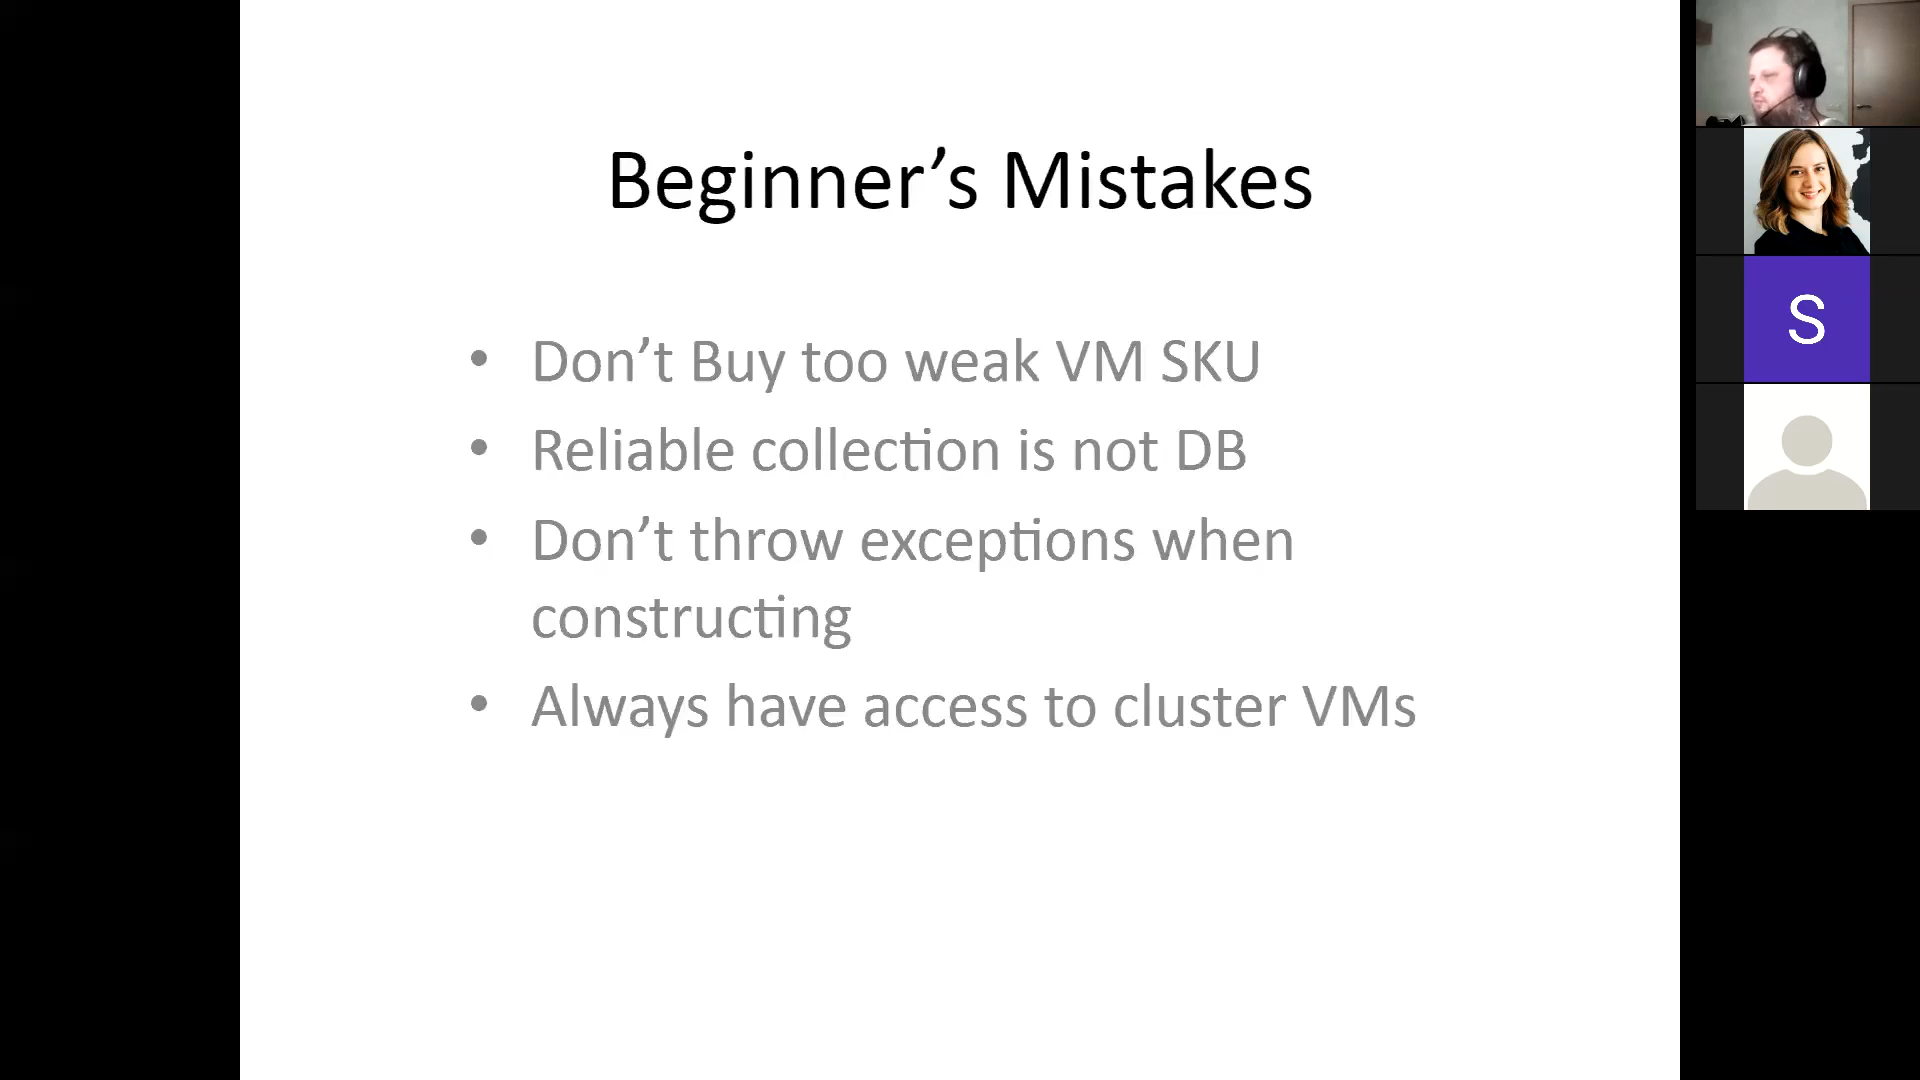 Beginner’s Mistakes
• Don’t Buy too weak VM SKU
• Reliable collection is not DB
• Don’t throw exceptions when
constructing
• Always have access to cluster VMs
S